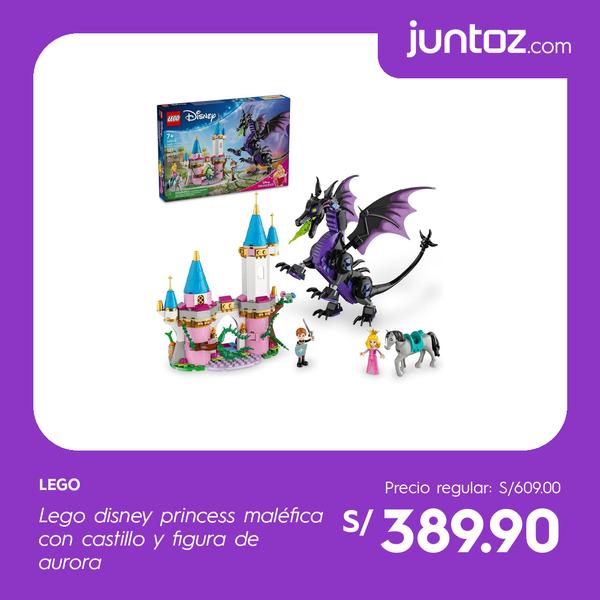 juntoz.com
LEGO
Disney
7+
LEGO
Lego disney princess maléfica
con castillo y figura de
aurora
Precio regular: S/609.00
S/ 389.90